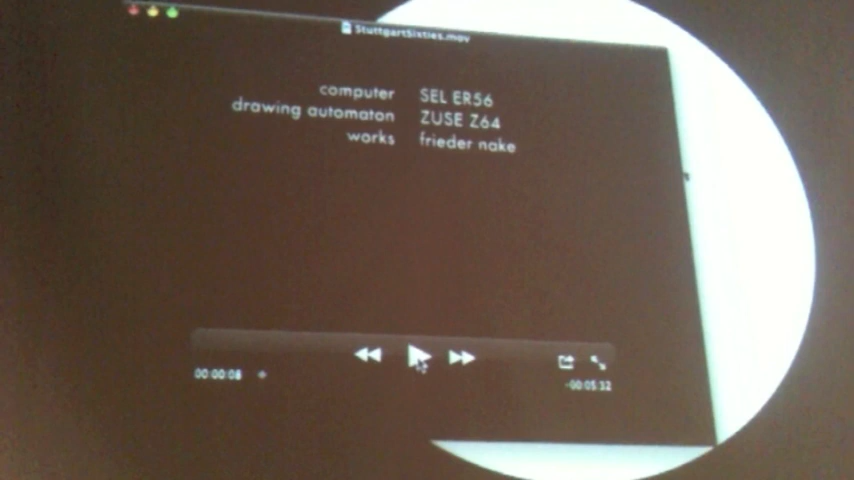 StuttgartSixties.mov
computer SEL ER56
drawing automaton ZUSE Z64
works frieder nake
00:00:08 -00:05:32